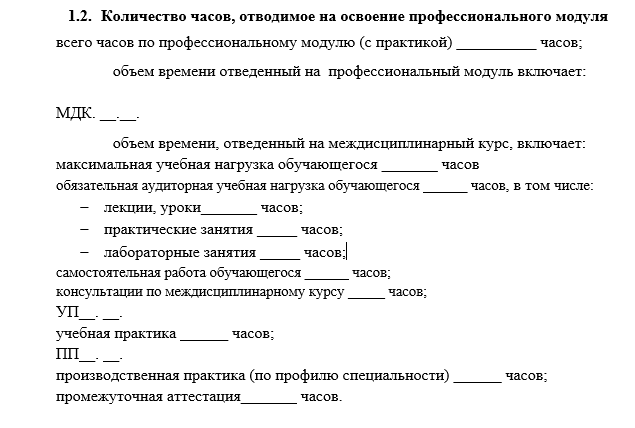 1.2. Количество часов, отводимое на освоение профессионального модуля
всего часов по профессиональному модулю (с практикой) __________ часов;
объем времени отведенный на профессиональный модуль включает:
МДК. __.__.
объем времени, отведенный на междисциплинарный курс, включает:
максимальная учебная нагрузка обучающегося _______ часов
обязательная аудиторная учебная нагрузка обучающегося ______ часов, в том числе:
– лекции, уроки_______ часов;
– практические занятия _____ часов;
– лабораторные занятия _____ часов;
самостоятельная работа обучающегося ______ часов;
консультации по междисциплинарному курсу _____ часов;
УП__. __.
учебная практика ______ часов;
ПП__. __.
производственная практика (по профилю специальности) ______ часов;
промежуточная аттестация_______ часов.